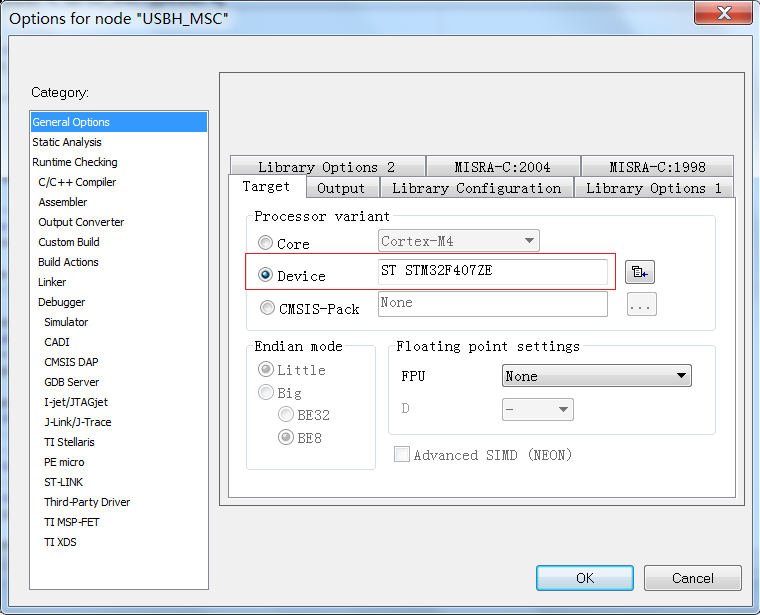 Options for node "USBH_MSC"
Category:
General Options
Static Analysis
Runtime Checking
C/C++ Compiler
Assembler
Output Converter
Custom Build
Build Actions
Linker
Debugger
Simulator
CADI
CMSIS DAP
GDB Server
I-jet/JTAGjet
J-Link/J-Trace
TI Stellaris
PE micro
ST-LINK
Third-Party Driver
TI MSP-FET
TI XDS
Library Options 2 MISRA-C:2004 MISRA-C:1998
Target Output Library Configuration Library Options 1
Processor variant
Core Cortex-M4
Device ST STM32F407ZE
CMSIS-Pack None ...
Endian mode
Little
Big
BE32
BE8
Floating point settings
FPU None
D –
Advanced SIMD (NEON)
OK Cancel